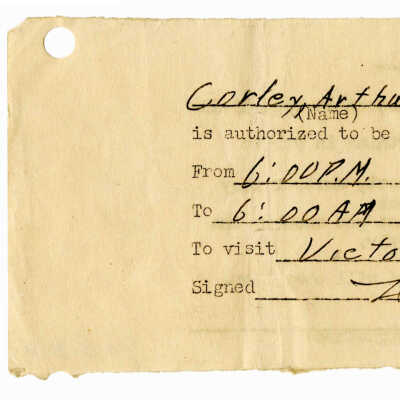 Corley, Arthu
(Name)
is authorized to be
From 6:00 P.M.
To 6:00 AM
To visit Victo
Signed